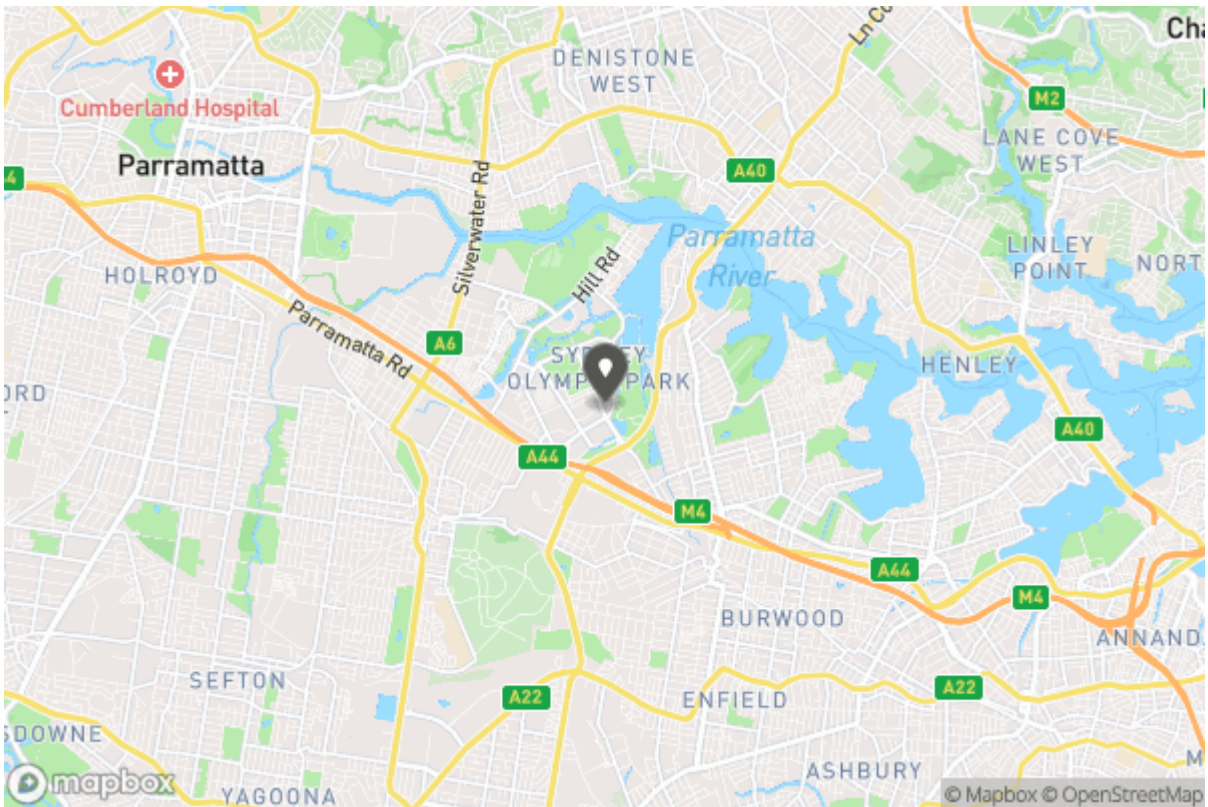 Cha
Ln Co
DENISTONE
WEST
M2
Cumberland Hospital
LANE COVE
WEST
Parramatta
A40
4
Silverwater Rd
Parramatta
River
LINLEY
POINT
NORT
Hill Rd
HOLROYD
Parramatta Rd
A6
SYDNEY
OLYMPIC PARK
HENLEY
ORD
A40
A44
M4
A44
M4
BURWOOD
ANNANDA
SEFTON
A22
ENFIELD
A22
SDOWNE
ASHBURY
M
mapbox
YAGOONA
© Mapbox © OpenStreetMap